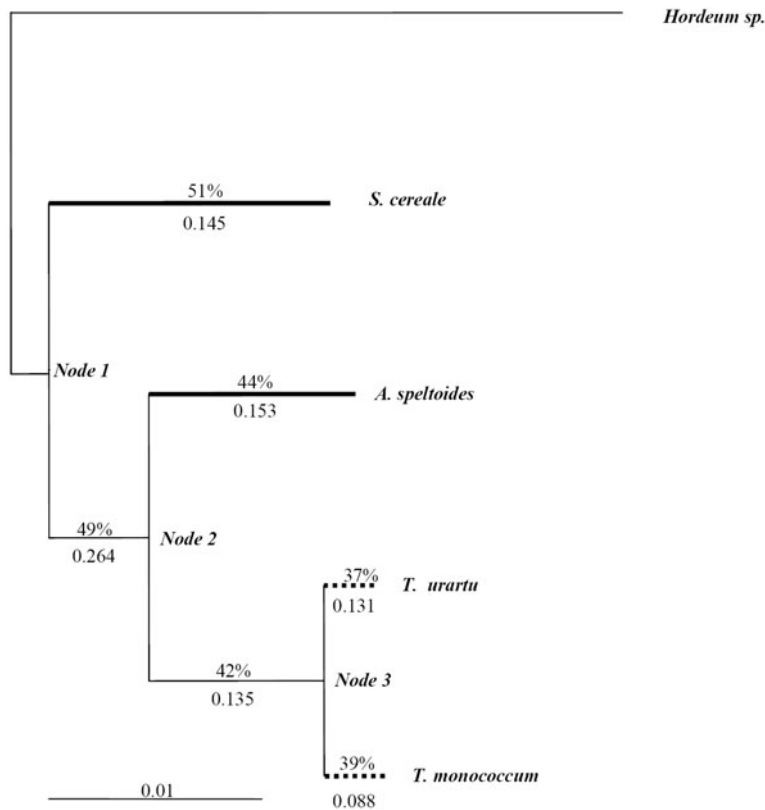 Hordeum sp.
51%
S. cereale
0.145
Node 1
44%
A. speltoides
0.153
49%
Node 2
0.264
37%
T. urartu
0.131
42%
Node 3
0.135
39%
T. monococcum
0.01
0.088